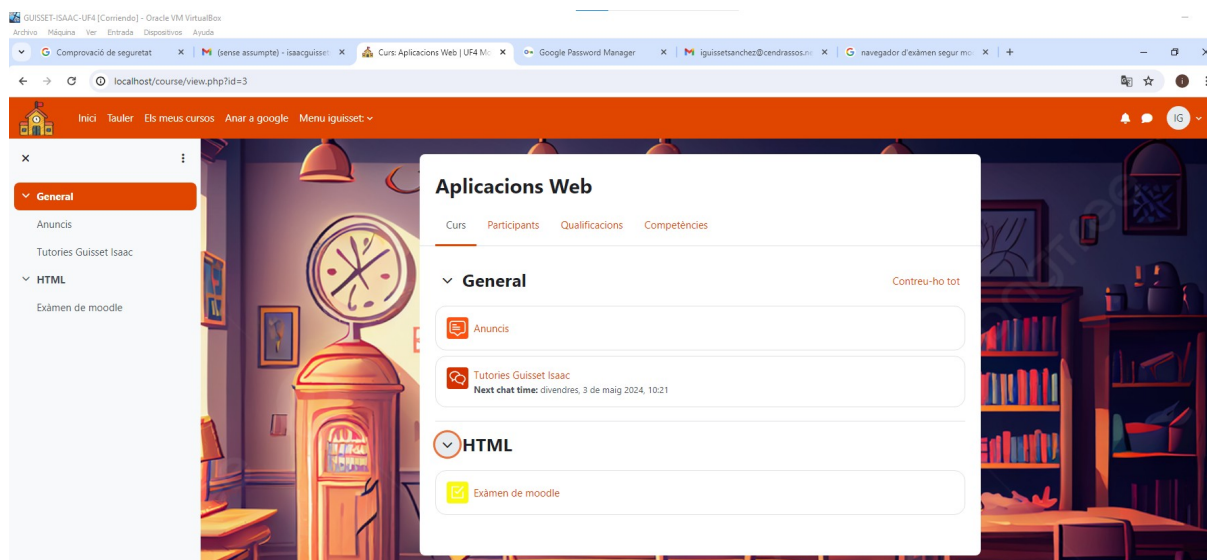 GUISSET-ISAAC-UF4 [Corriendo] - Oracle VM VirtualBox
Archivo Máquina Ver Entrada Dispositivos Ayuda
Comprovació de seguretat (sense assumpte) - isaacguisset Curs: Aplicacions Web | UF4 Mo Google Password Manager iguissetsanchez@cendrassos.ne navegador d'exàmen segur mo
localhost/course/view.php?id=3
Inici Tauler Els meus cursos Anar a google Menu iguisset: IG
General
Anuncis
Tutories Guisset Isaac
HTML
Exàmen de moodle
Aplicacions Web
Curs Participants Qualificacions Competències
General Contreu-ho tot
Anuncis
Tutories Guisset Isaac
Next chat time: divendres, 3 de maig 2024, 10:21
HTML
Exàmen de moodle